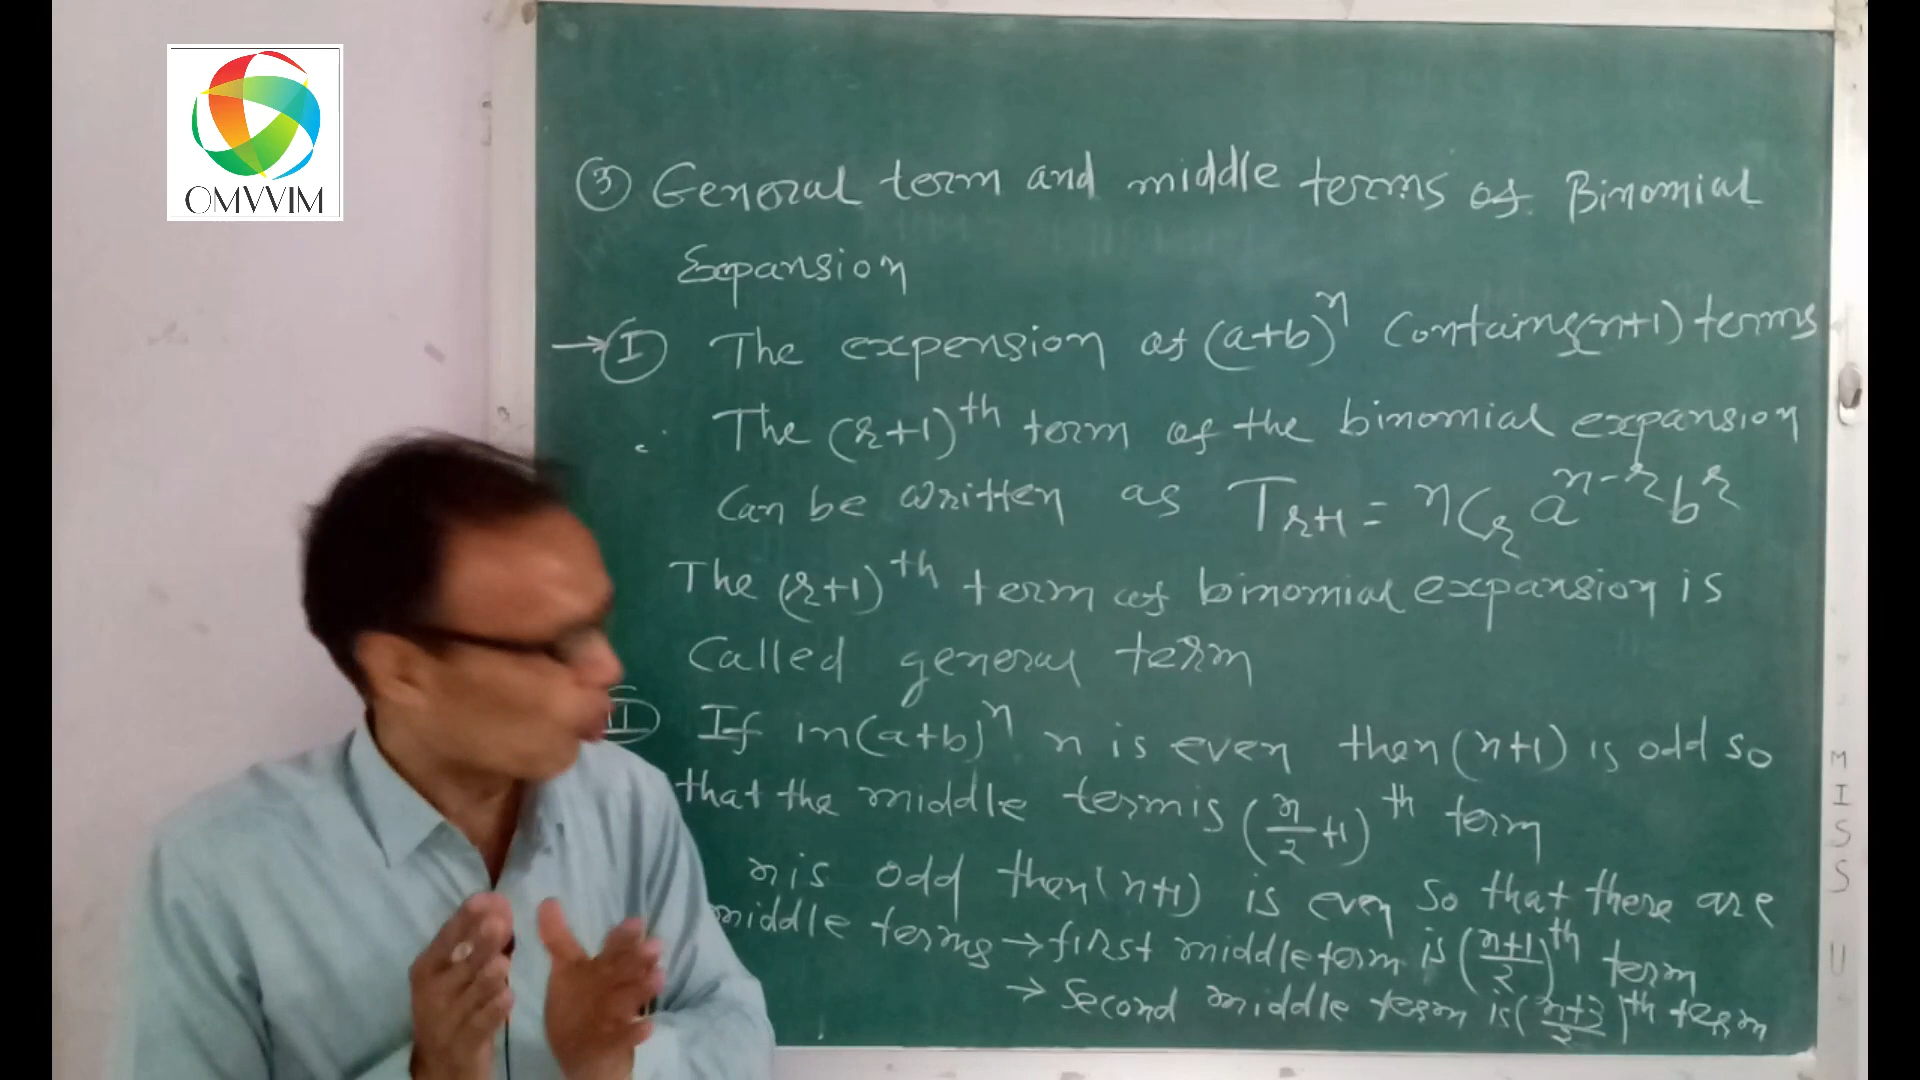 OMVVIM
③ General term and middle terms of Binomial
Expansion
→ Ⓘ The expension of (a+b)ⁿ Contains (n+1) terms
∴ The (r+1)ᵗʰ term of the binomial expansion
Can be written as Tᵣ₊₁ = ⁿCᵣ aⁿ⁻ʳ bʳ
The (r+1)ᵗʰ term of binomial expansion is
Called general term
Ⅱ If in (a+b)ⁿ n is even then (n+1) is odd so
that the middle term is (n/2 +1)ᵗʰ term
n is odd then (n+1) is even so that there are
middle terms → first middle term is ((n+1)/2)ᵗʰ term
→ Second middle term is ((n+3)/2)ᵗʰ term
MISS U